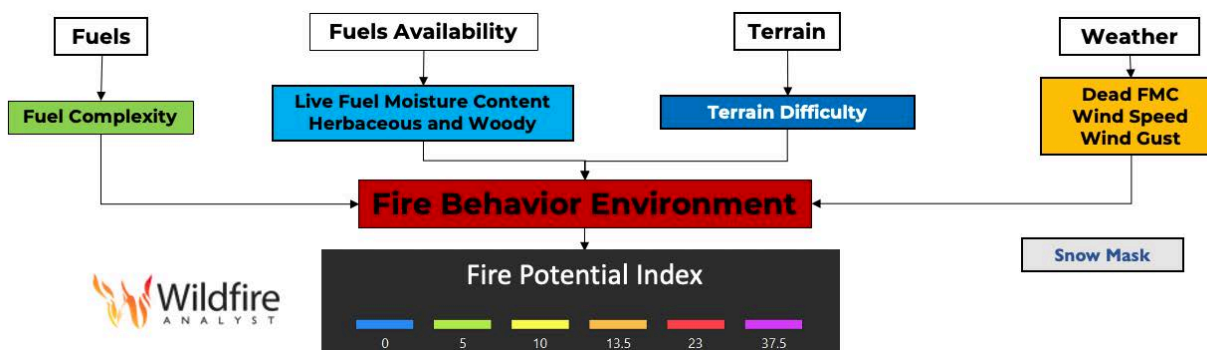 Fuels
Fuels Availability
Terrain
Weather
Fuel Complexity
Live Fuel Moisture Content
Herbaceous and Woody
Terrain Difficulty
Dead FMC
Wind Speed
Wind Gust
Fire Behavior Environment
Snow Mask
Fire Potential Index
Wildfire
ANALYST
0 5 10 13.5 23 37.5